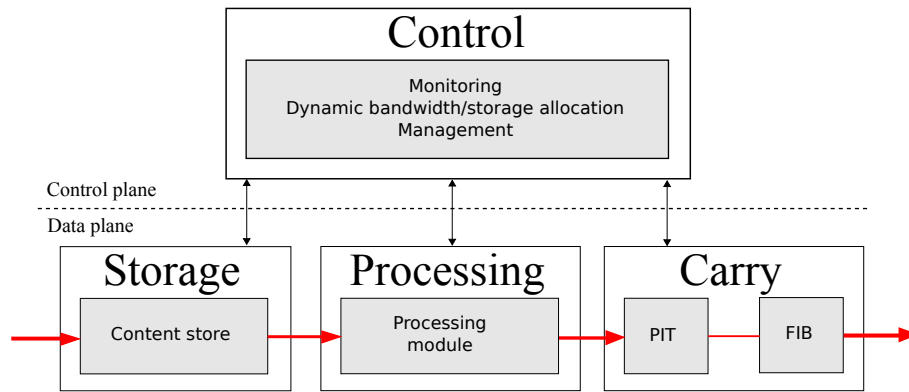 Control
Monitoring
Dynamic bandwidth/storage allocation
Management
Control plane
Data plane
Storage
Content store
Processing
Processing
module
Carry
PIT
FIB